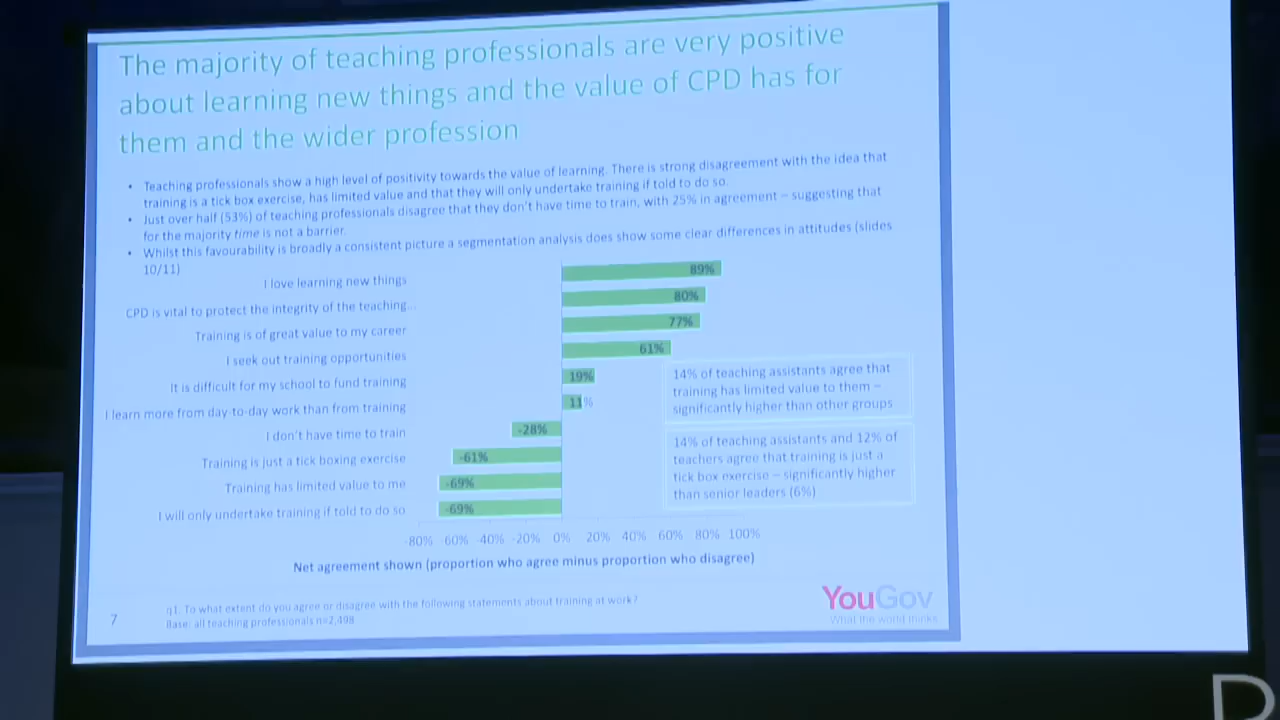 The majority of teaching professionals are very positive
about learning new things and the value of CPD has for
them and the wider profession
• Teaching professionals show a high level of positivity towards the value of learning. There is strong disagreement with the idea that
training is a tick box exercise, has limited value and that they will only undertake training if told to do so.
• Just over half (53%) of teaching professionals disagree that they don't have time to train, with 25% in agreement – suggesting that
for the majority time is not a barrier.
• Whilst this favourability is broadly a consistent picture a segmentation analysis does show some clear differences in attitudes (slides
10/11)
I love learning new things 89%
CPD is vital to protect the integrity of the teaching... 80%
Training is of great value to my career 77%
I seek out training opportunities 61%
It is difficult for my school to fund training 19%
I learn more from day-to-day work than from training 11%
I don't have time to train -28%
Training is just a tick boxing exercise -61%
Training has limited value to me -69%
I will only undertake training if told to do so -69%
14% of teaching assistants agree that
training has limited value to them –
significantly higher than other groups
14% of teaching assistants and 12% of
teachers agree that training is just a
tick box exercise – significantly higher
than senior leaders (6%)
-80% -60% -40% -20% 0% 20% 40% 60% 80% 100%
Net agreement shown (proportion who agree minus proportion who disagree)
q1. To what extent do you agree or disagree with the following statements about training at work?
Base: all teaching professionals n=2,498
7
YouGov
What the world thinks